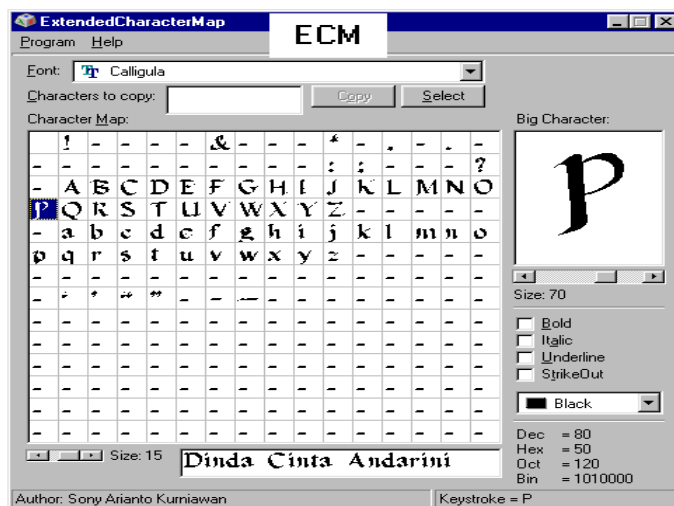 ExtendedCharacterMap
ECM
Program Help
Font: Calligula
Characters to copy: Copy Select
Character Map: Big Character:
! - - - - & - - - * - , - . -
- - - - - - - - - : ; - - - ?
- A B C D E F G H I J K L M N O
P Q R S T U V W X Y Z - - - - -
- a b c d e f g h i j k l m n o
p q r s t u v w x y z - - - - -
P
Size: 70
Bold
Italic
Underline
StrikeOut
Black
Dec = 80
Hex = 50
Oct = 120
Bin = 1010000
Size: 15 Dinda Cinta Andarini
Author: Sony Arianto Kurniawan Keystroke = P